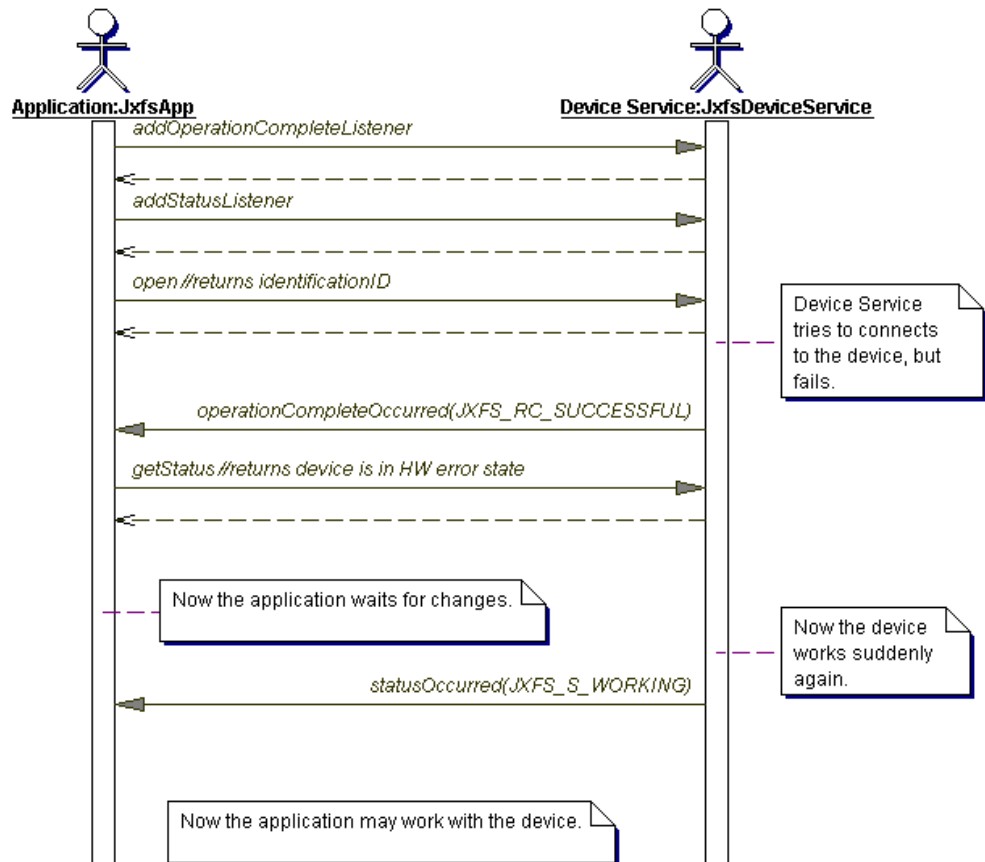 Application:JxfsApp
Device Service:JxfsDeviceService
addOperationCompleteListener
addStatusListener
open //returns identificationID
Device Service
tries to connects
to the device, but
fails.
operationCompleteOccurred(JXFS_RC_SUCCESSFUL)
getStatus //returns device is in HW error state
Now the application waits for changes.
Now the device
works suddenly
again.
statusOccurred(JXFS_S_WORKING)
Now the application may work with the device.